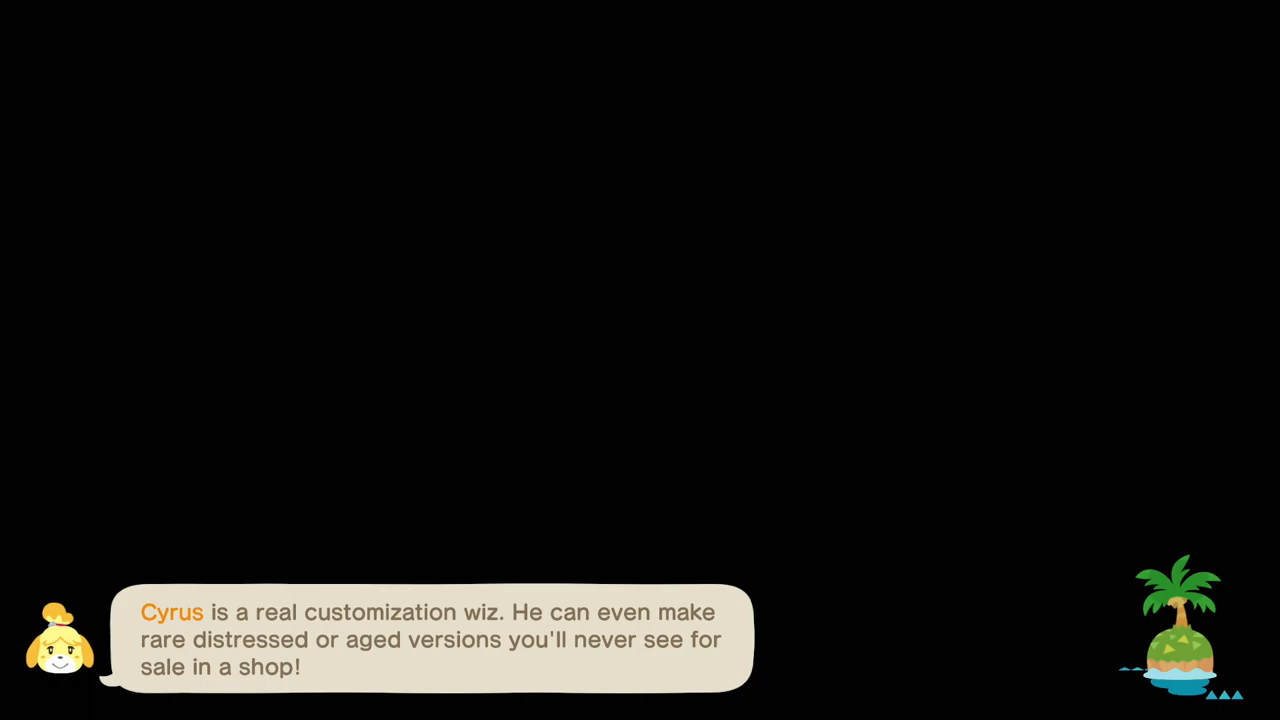 Cyrus is a real customization wiz. He can even make
rare distressed or aged versions you'll never see for
sale in a shop!